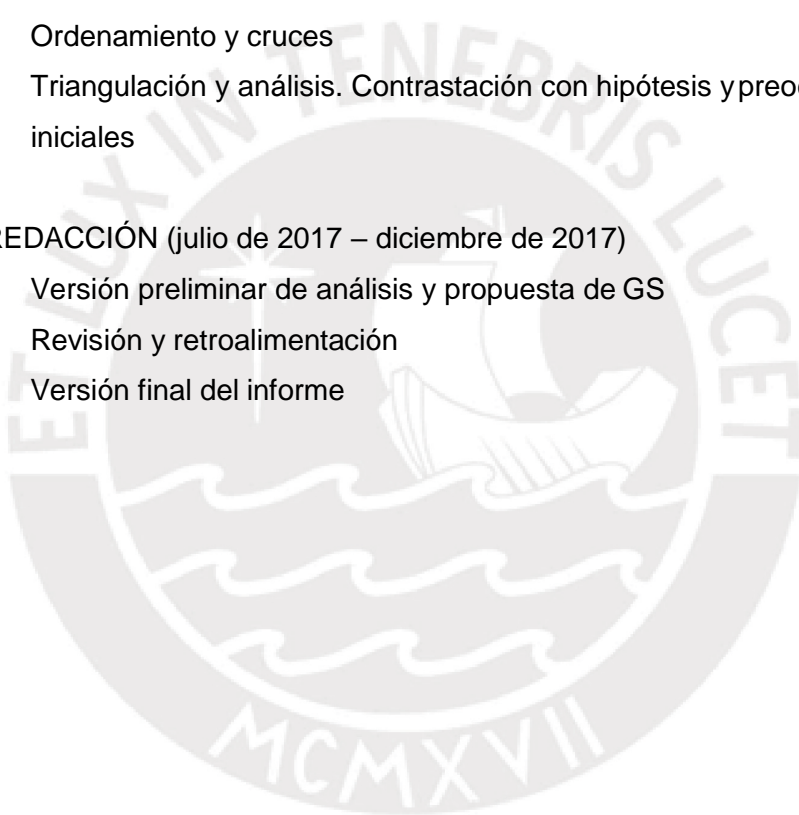 Ordenamiento y cruces
Triangulación y análisis. Contrastación con hipótesis y
iniciales
REDACCIÓN (julio de 2017 – diciembre de 2017)
Versión preliminar de análisis y propuesta de GS
Revisión y retroalimentación
Versión final del informe
ET LUX IN TENEBRIS LUCET
MCMXVII